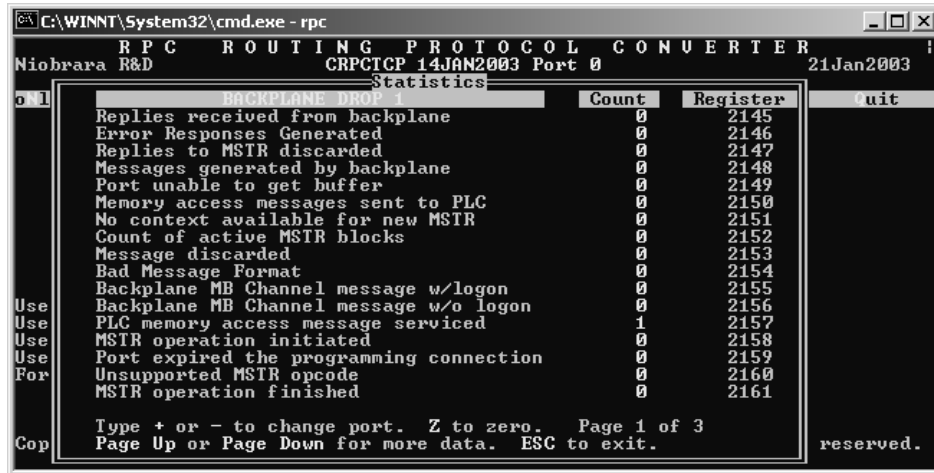 C:\WINNT\System32\cmd.exe - rpc
R P C R O U T I N G P R O T O C O L C O N V E R T E R
Niobrara R&D CRPCTCP 14JAN2003 Port 0 21Jan2003
Statistics
oNl BACKPLANE DROP 1 Count Register Quit
Replies received from backplane 0 2145
Error Responses Generated 0 2146
Replies to MSTR discarded 0 2147
Messages generated by backplane 0 2148
Port unable to get buffer 0 2149
Memory access messages sent to PLC 0 2150
No context available for new MSTR 0 2151
Count of active MSTR blocks 0 2152
Message discarded 0 2153
Bad Message Format 0 2154
Backplane MB Channel message w/logon 0 2155
Use Backplane MB Channel message w/o logon 0 2156
Use PLC memory access message serviced 1 2157
Use MSTR operation initiated 0 2158
Use Port expired the programming connection 0 2159
For Unsupported MSTR opcode 0 2160
MSTR operation finished 0 2161
Type + or - to change port. Z to zero. Page 1 of 3
Cop Page Up or Page Down for more data. ESC to exit. reserved.